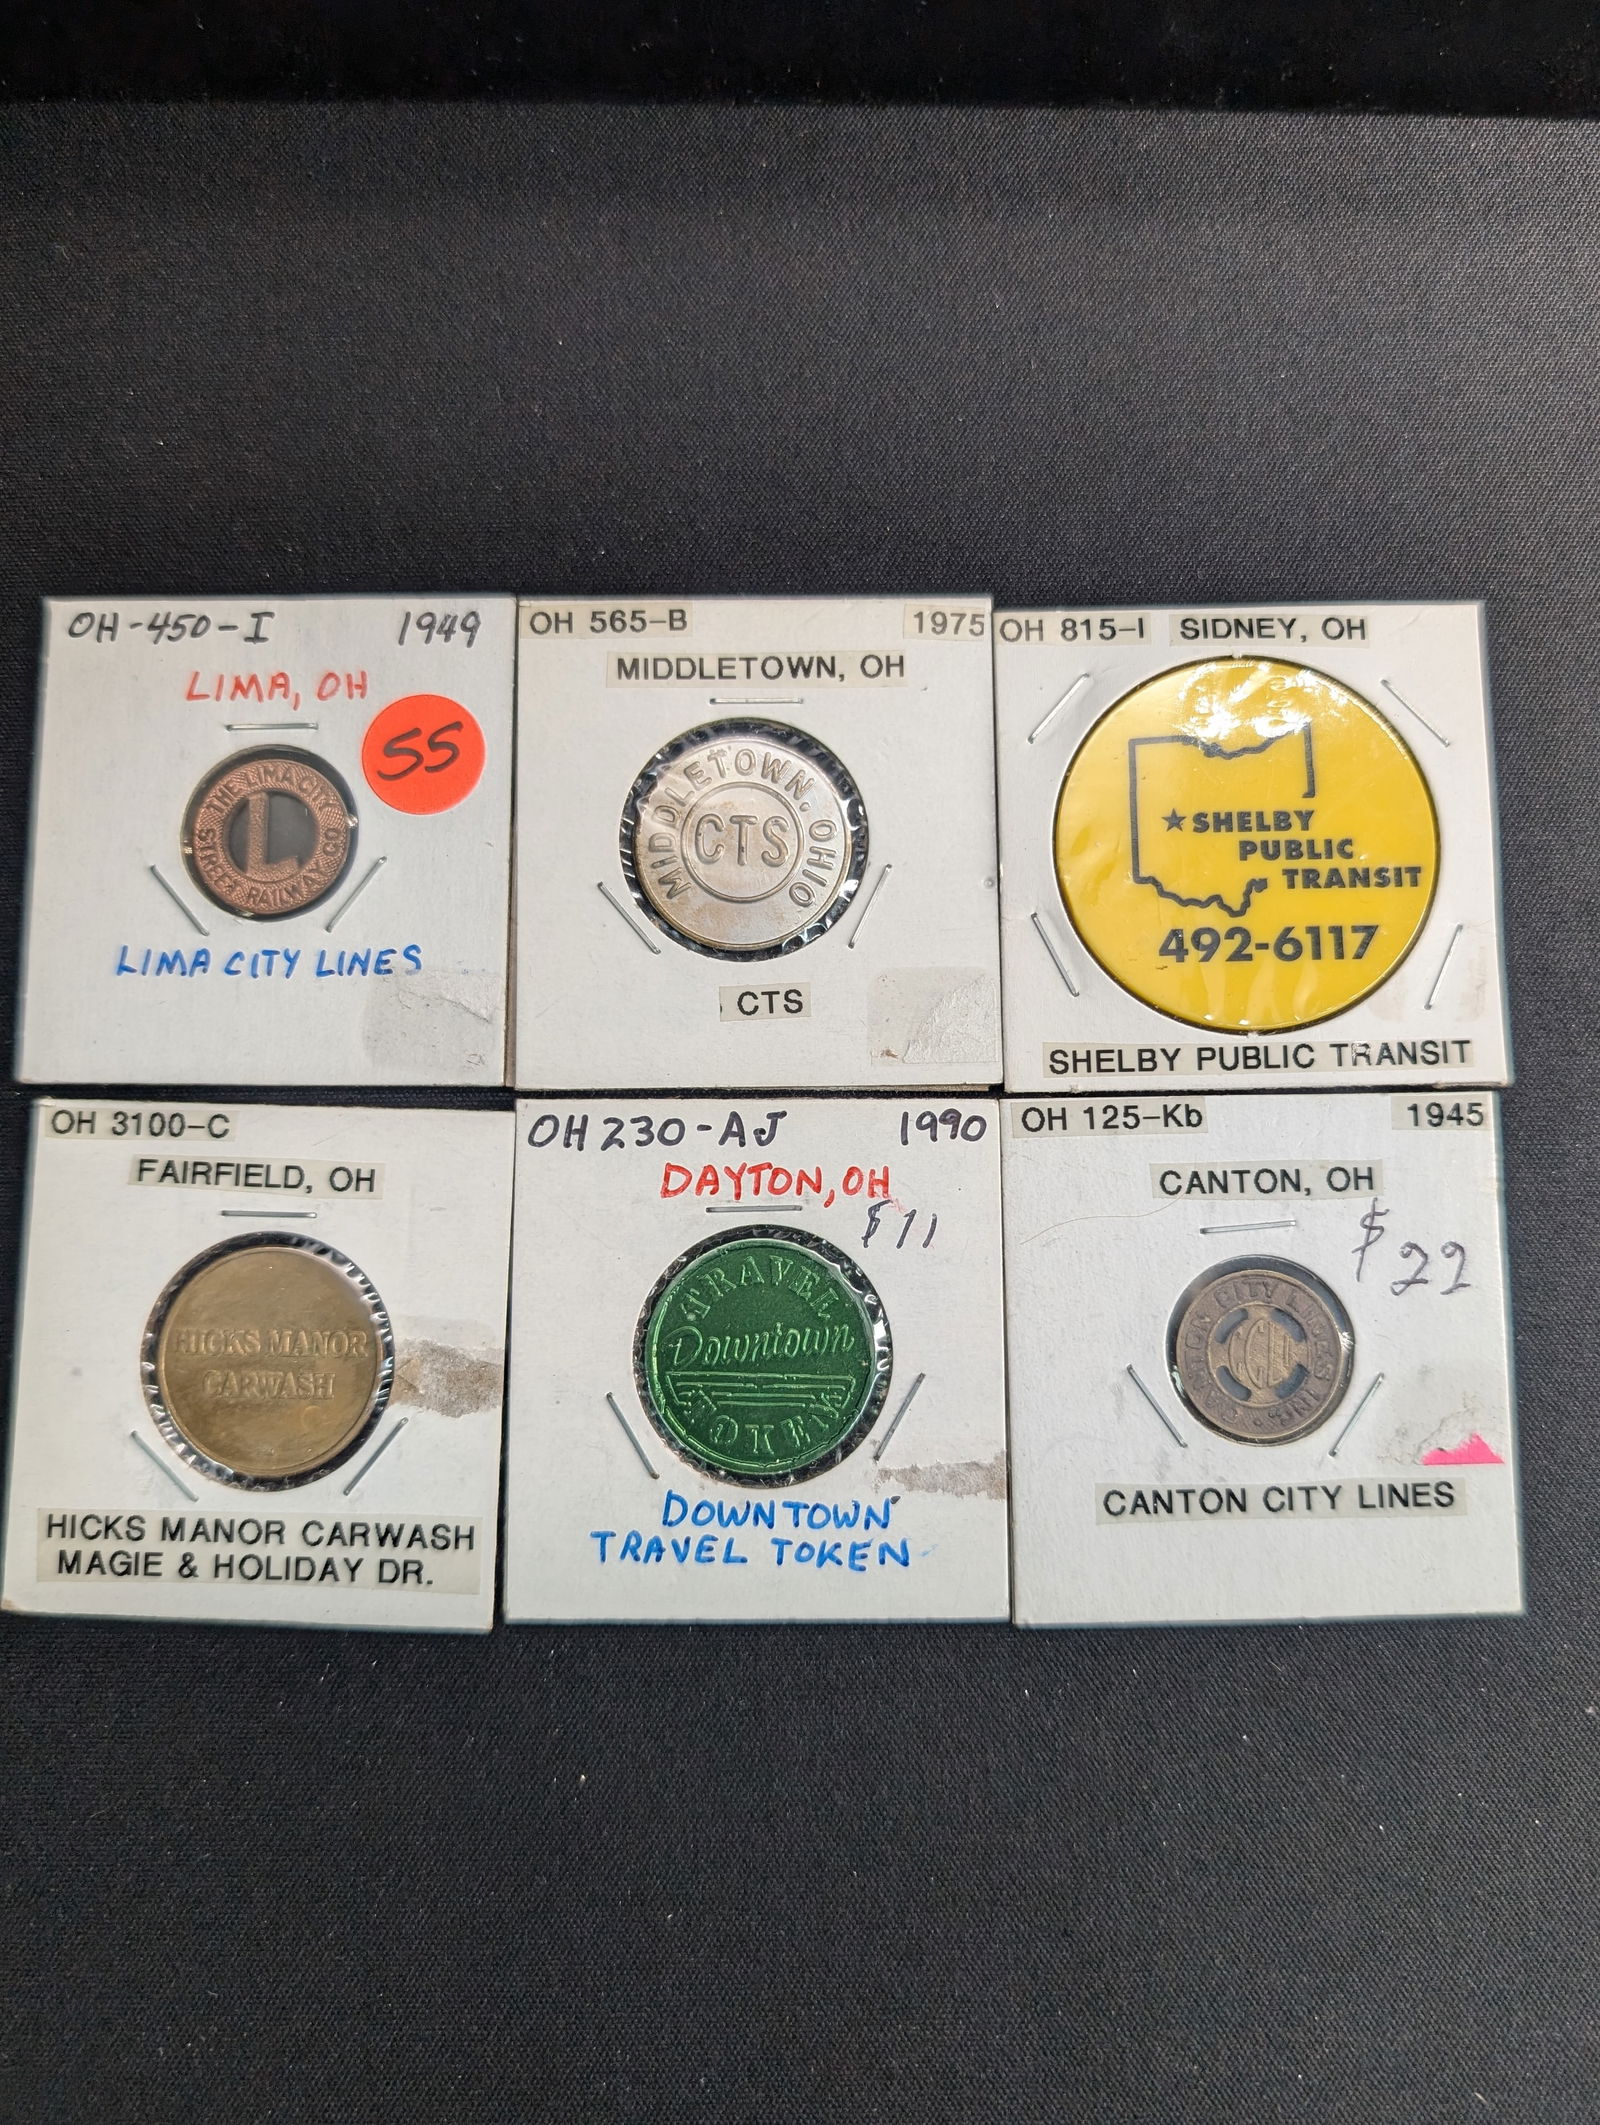 OH-450-I 1949
LIMA, OH
55
THE LIMA CITY
L
STREET RAILWAY CO
LIMA CITY LINES
OH 565-B 1975
MIDDLETOWN, OH
MIDDLETOWN, OHIO
CTS
CTS
OH 815-I SIDNEY, OH
★SHELBY
PUBLIC
TRANSIT
492-6117
SHELBY PUBLIC TRANSIT
OH 3100-C
FAIRFIELD, OH
HICKS MANOR
CARWASH
HICKS MANOR CARWASH
MAGIE & HOLIDAY DR.
OH 230-AJ 1990
DAYTON, OH
$11
TRAVEL
Downtown
TOKEN
DOWNTOWN
TRAVEL TOKEN
OH 125-Kb 1945
CANTON, OH
$22
CANTON CITY LINES INC.
CCL
CANTON CITY LINES